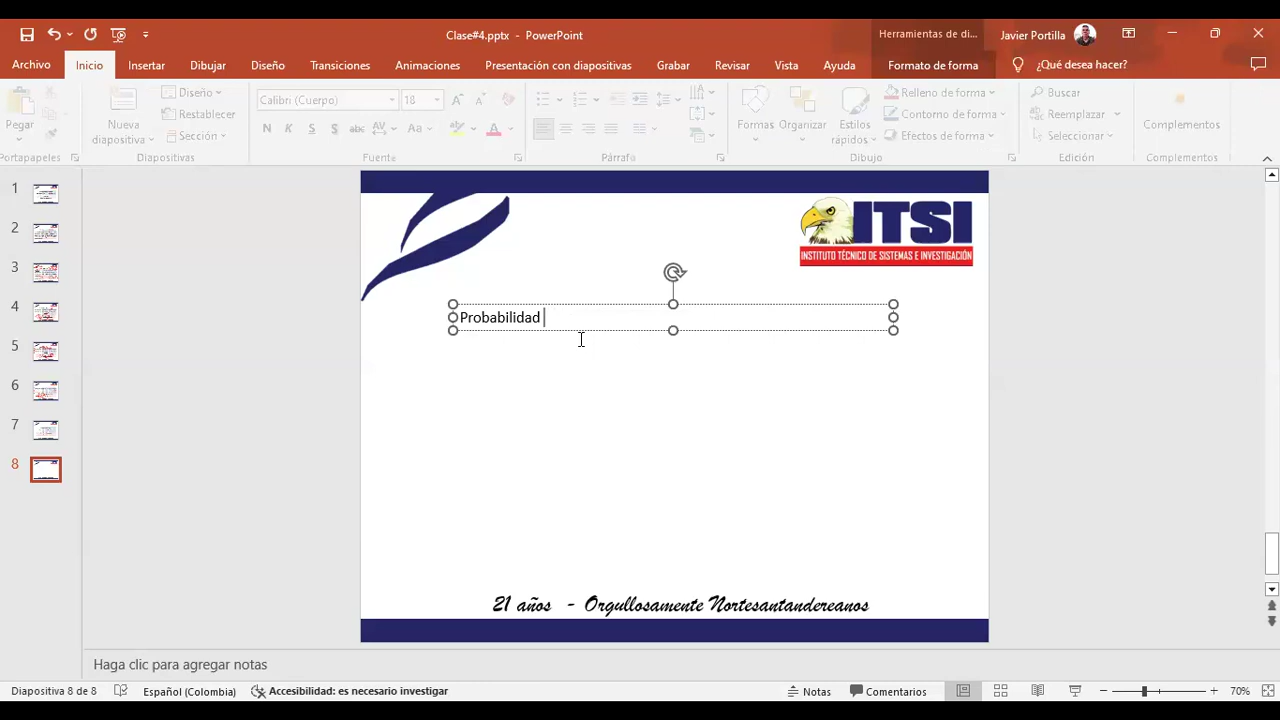 Clase#4.pptx - PowerPoint
Herramientas de di...
Javier Portilla
Archivo
Inicio
Insertar
Dibujar
Diseño
Transiciones
Animaciones
Presentación con diapositivas
Grabar
Revisar
Vista
Ayuda
Formato de forma
¿Qué desea hacer?
Pegar
Portapapeles
Nueva diapositiva
Diseño
Restablecer
Sección
Diapositivas
Calibri (Cuerpo)
18
N K S S abc AV Aa A
Fuente
Párrafo
Formas
Organizar
Estilos rápidos
Relleno de forma
Contorno de forma
Efectos de forma
Dibujo
Buscar
Reemplazar
Seleccionar
Edición
Complementos
Complementos
1
2
3
4
5
6
7
8
ITSI
INSTITUTO TÉCNICO DE SISTEMAS E INVESTIGACIÓN
Probabilidad
21 años - Orgullosamente Nortesantandereanos
Haga clic para agregar notas
Diapositiva 8 de 8
Español (Colombia)
Accesibilidad: es necesario investigar
Notas
Comentarios
70%